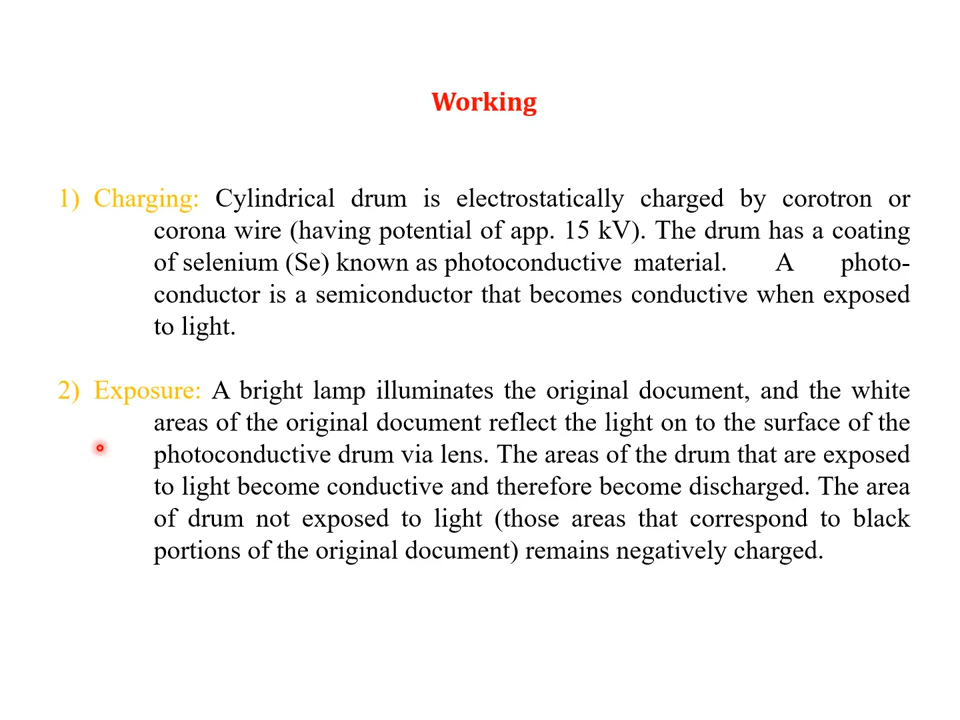 Working
1) Charging: Cylindrical drum is electrostatically charged by corotron or
corona wire (having potential of app. 15 kV). The drum has a coating
of selenium (Se) known as photoconductive material. A photo-
conductor is a semiconductor that becomes conductive when exposed
to light.
2) Exposure: A bright lamp illuminates the original document, and the white
areas of the original document reflect the light on to the surface of the
photoconductive drum via lens. The areas of the drum that are exposed
to light become conductive and therefore become discharged. The area
of drum not exposed to light (those areas that correspond to black
portions of the original document) remains negatively charged.